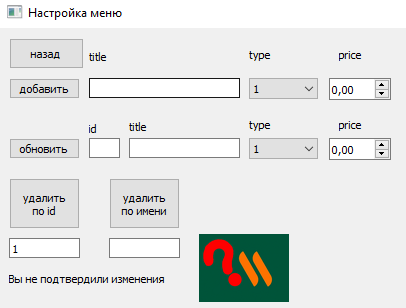 Настройка меню
назад
title
type
price
добавить
1
0,00
id
title
type
price
обновить
1
0,00
удалить
по id
удалить
по имени
1
Вы не подтвердили изменения